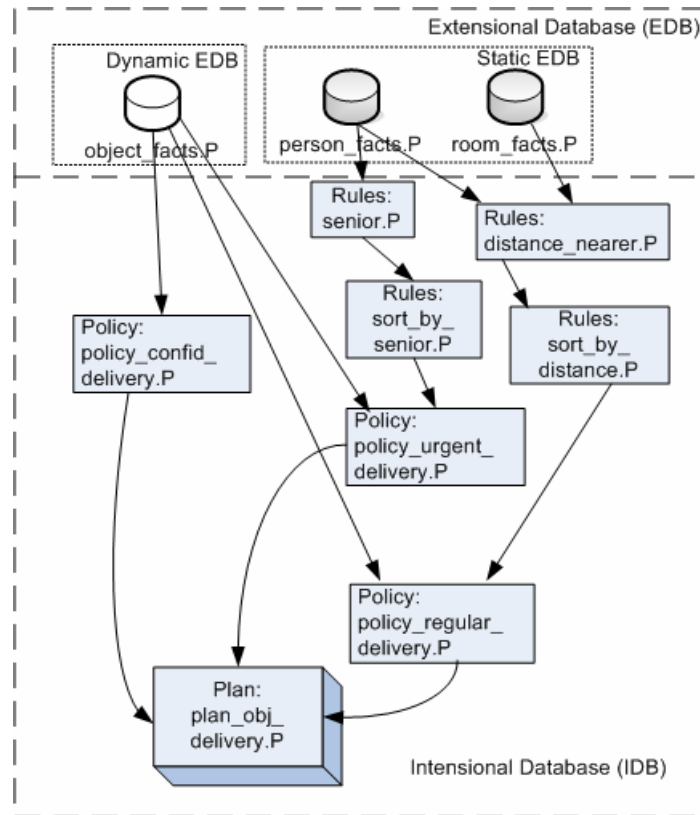 Extensional Database (EDB)
Dynamic EDB
Static EDB
object_facts.P
person_facts.P
room_facts.P
Rules:
senior.P
Rules:
distance_nearer.P
Rules:
sort_by_
senior.P
Rules:
sort_by_
distance.P
Policy:
policy_confid_
delivery.P
Policy:
policy_urgent_
delivery.P
Policy:
policy_regular_
delivery.P
Plan:
plan_obj_
delivery.P
Intensional Database (IDB)